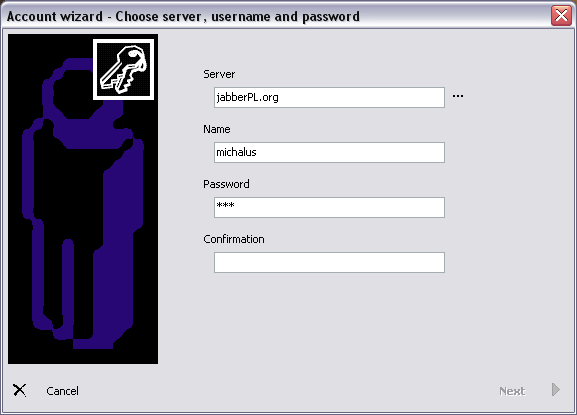 Account wizard - Choose server, username and password
Server
jabberPL.org
...
Name
michalus
Password
***
Confirmation
Cancel
Next